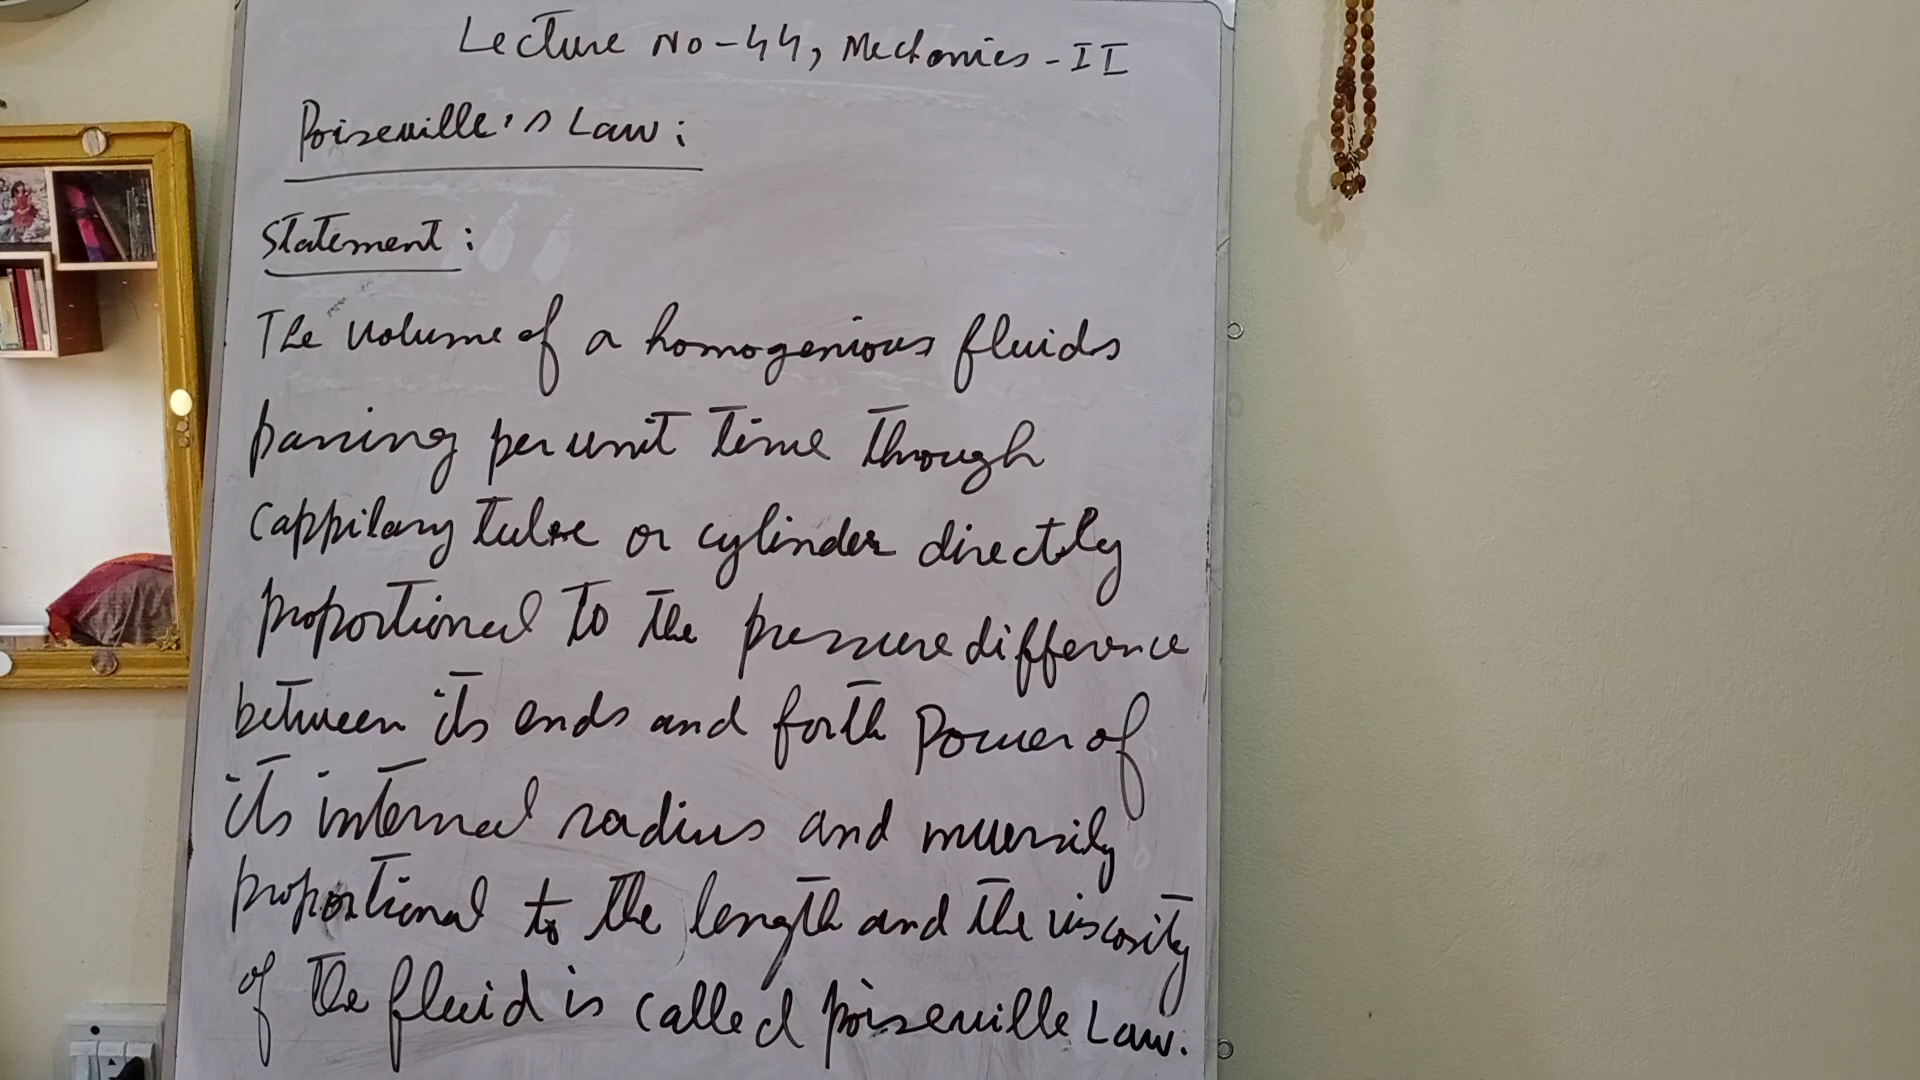 Lecture No-44, Mechanics-II
Poiseuille's Law:
Statement:
The volume of a homogenious fluids
passing per unit time through
cappilary tube or cylinder directly
proportional to the pressure difference
between its ends and forth Power of
its internal radius and inversily
proportional to the length and the viscosity
of the fluid is called poiseuille Law.